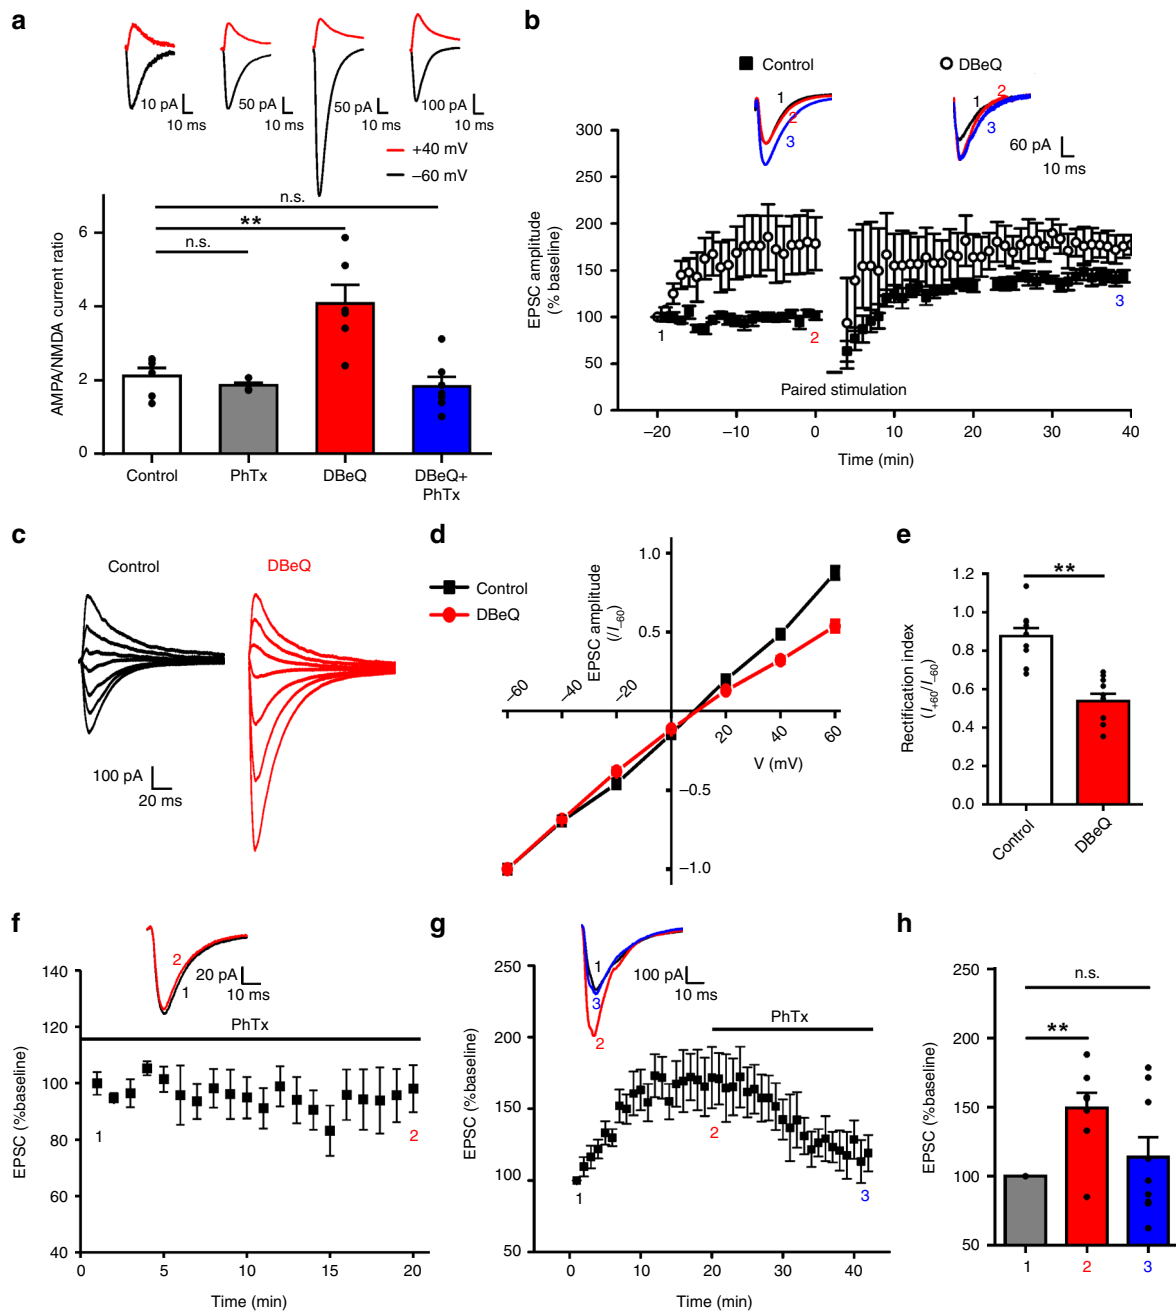 a
10 pA
10 ms
50 pA
10 ms
50 pA
10 ms
100 pA
10 ms
+40 mV
–60 mV
n.s.
**
n.s.
AMPA/NMDA current ratio
6
4
2
0
Control
PhTx
DBeQ
DBeQ+
PhTx
b
Control
DBeQ
1
2
3
1
2
3
60 pA
10 ms
EPSC amplitude
(% baseline)
300
250
200
150
100
50
0
1
2
3
Paired stimulation
–20
–10
0
10
20
30
40
Time (min)
c
Control
DBeQ
100 pA
20 ms
d
Control
DBeQ
EPSC amplitude
(/I–60)
1.0
0.5
–0.5
–1.0
–60
–40
–20
20
40
60
V (mV)
e
**
Rectification index
(I+60/I–60)
1.2
1.0
0.8
0.6
0.4
0.2
0.0
Control
DBeQ
f
2
1
20 pA
10 ms
PhTx
EPSC (%baseline)
140
120
100
80
60
40
1
2
0
5
10
15
20
Time (min)
g
1
3
2
100 pA
10 ms
PhTx
EPSC (%baseline)
250
200
150
100
50
1
2
3
0
10
20
30
40
Time (min)
h
n.s.
**
EPSC (%baseline)
250
200
150
100
50
1
2
3